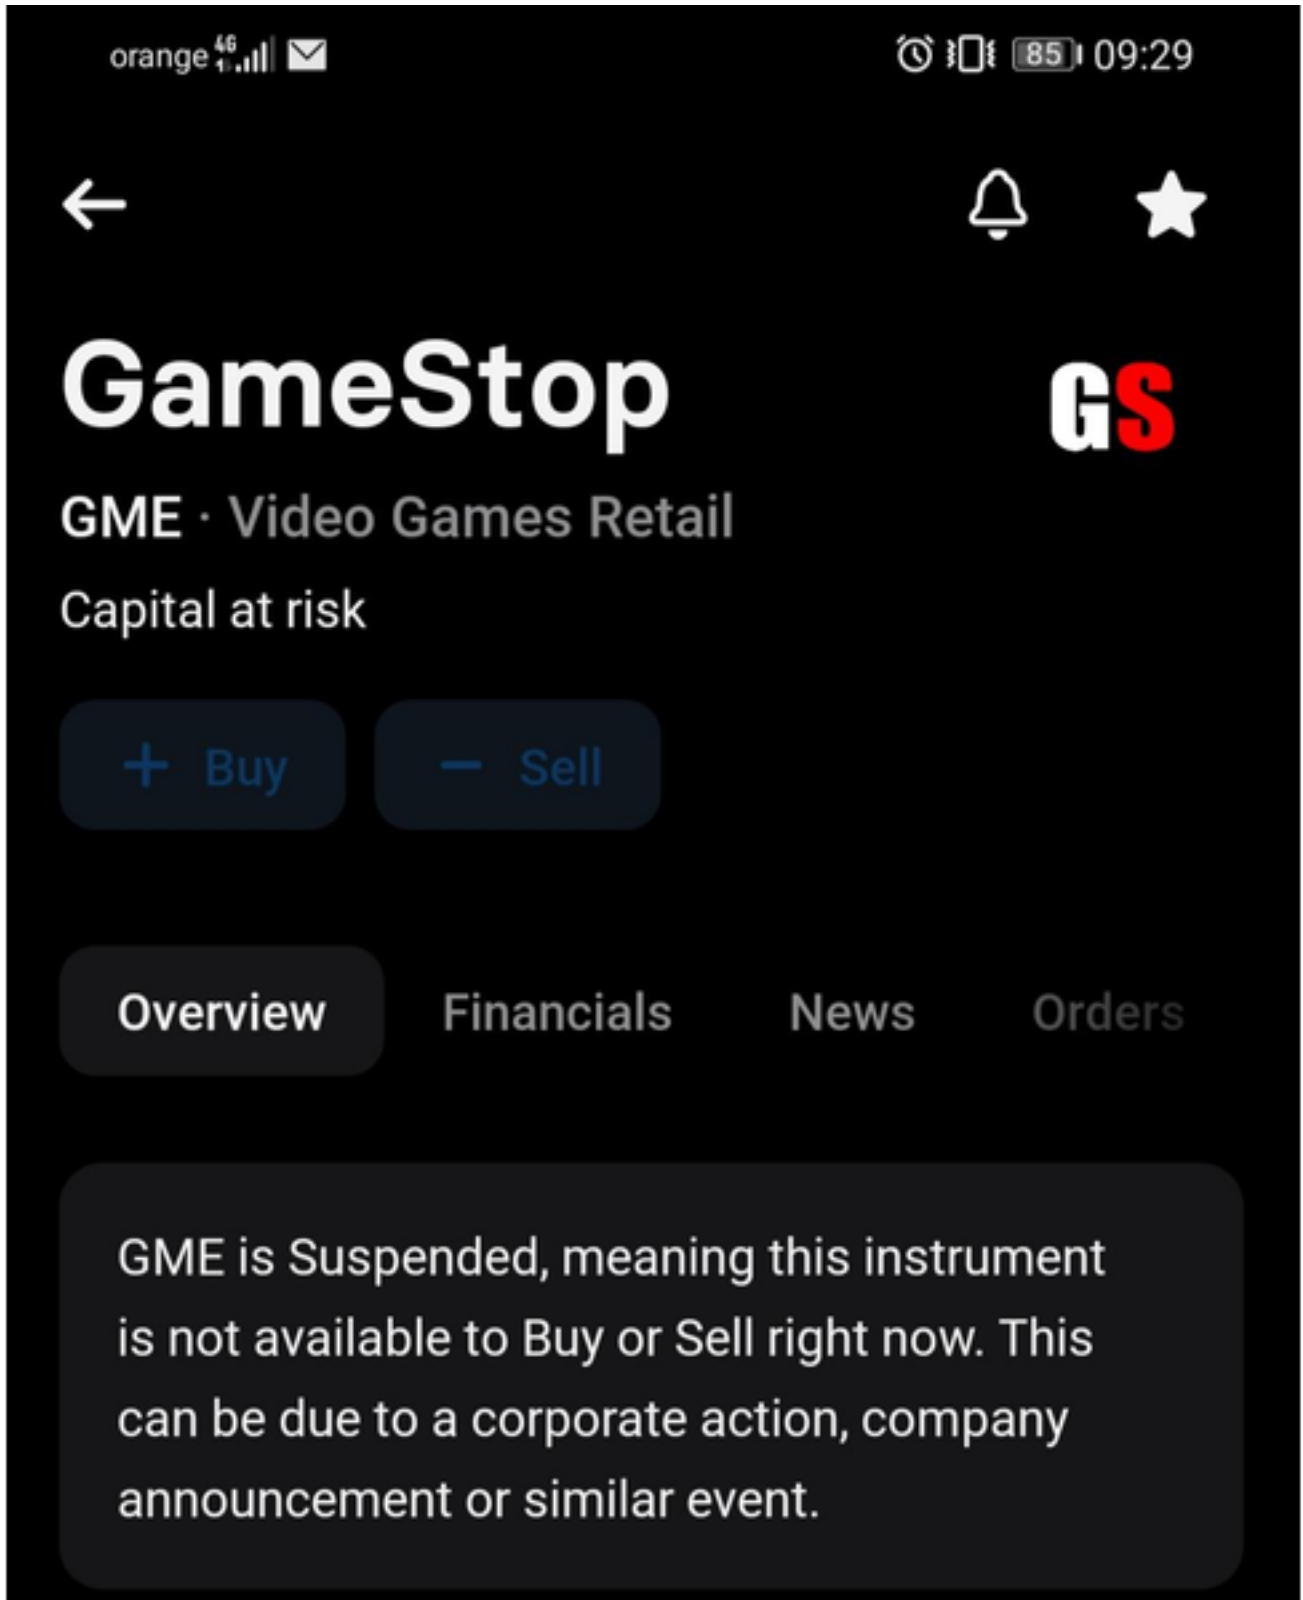 orange 4G 85 09:29
GameStop
GS
GME · Video Games Retail
Capital at risk
+ Buy − Sell
Overview Financials News Orders
GME is Suspended, meaning this instrument
is not available to Buy or Sell right now. This
can be due to a corporate action, company
announcement or similar event.